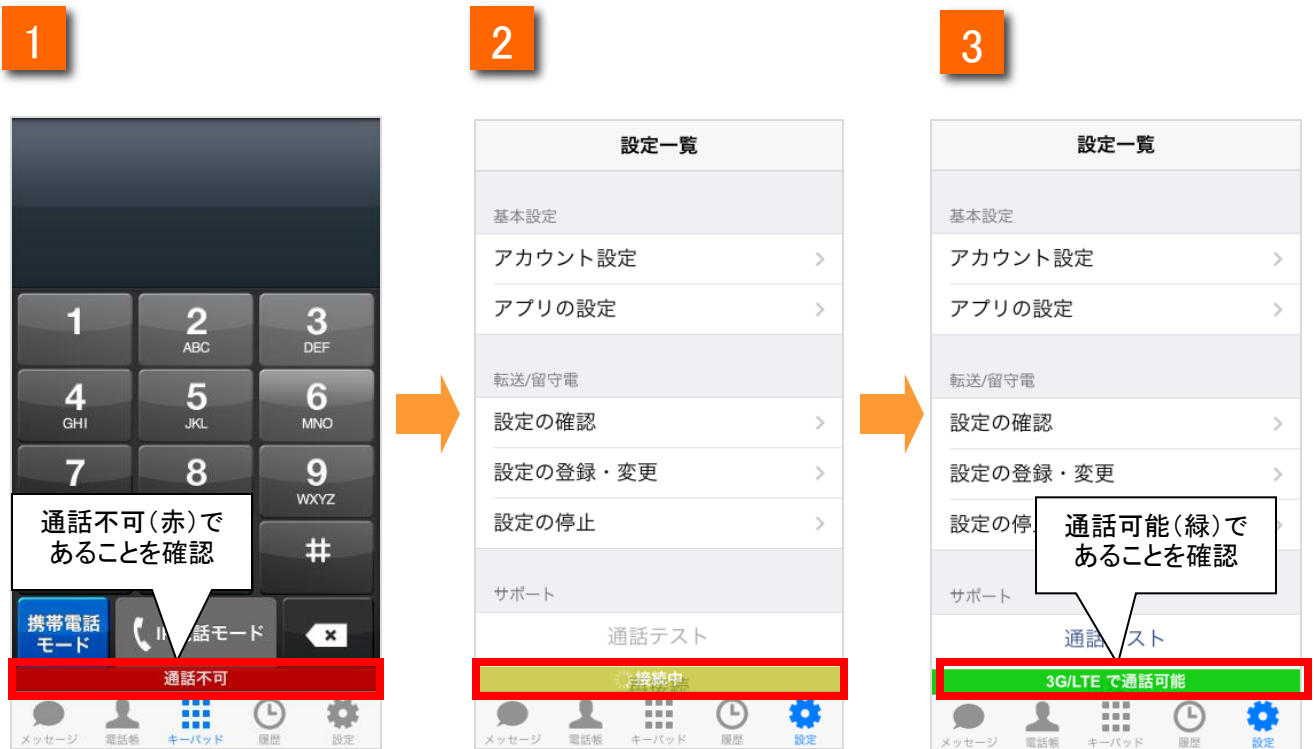 1
2
3
1
2
ABC
3
DEF
4
GHI
5
JKL
6
MNO
7
8
9
WXYZ
通話不可(赤)で
あることを確認
#
携帯電話
モード
話モード
通話不可
メッセージ
電話帳
キーパッド
履歴
設定
設定一覧
基本設定
アカウント設定
アプリの設定
転送/留守電
設定の確認
設定の登録・変更
設定の停止
サポート
通話テスト
接続中
メッセージ
電話帳
キーパッド
履歴
設定
設定一覧
基本設定
アカウント設定
アプリの設定
転送/留守電
設定の確認
設定の登録・変更
設定の停
通話可能(緑)で
あることを確認
サポート
通話 スト
3G/LTE で通話可能
メッセージ
電話帳
キーパッド
履歴
設定